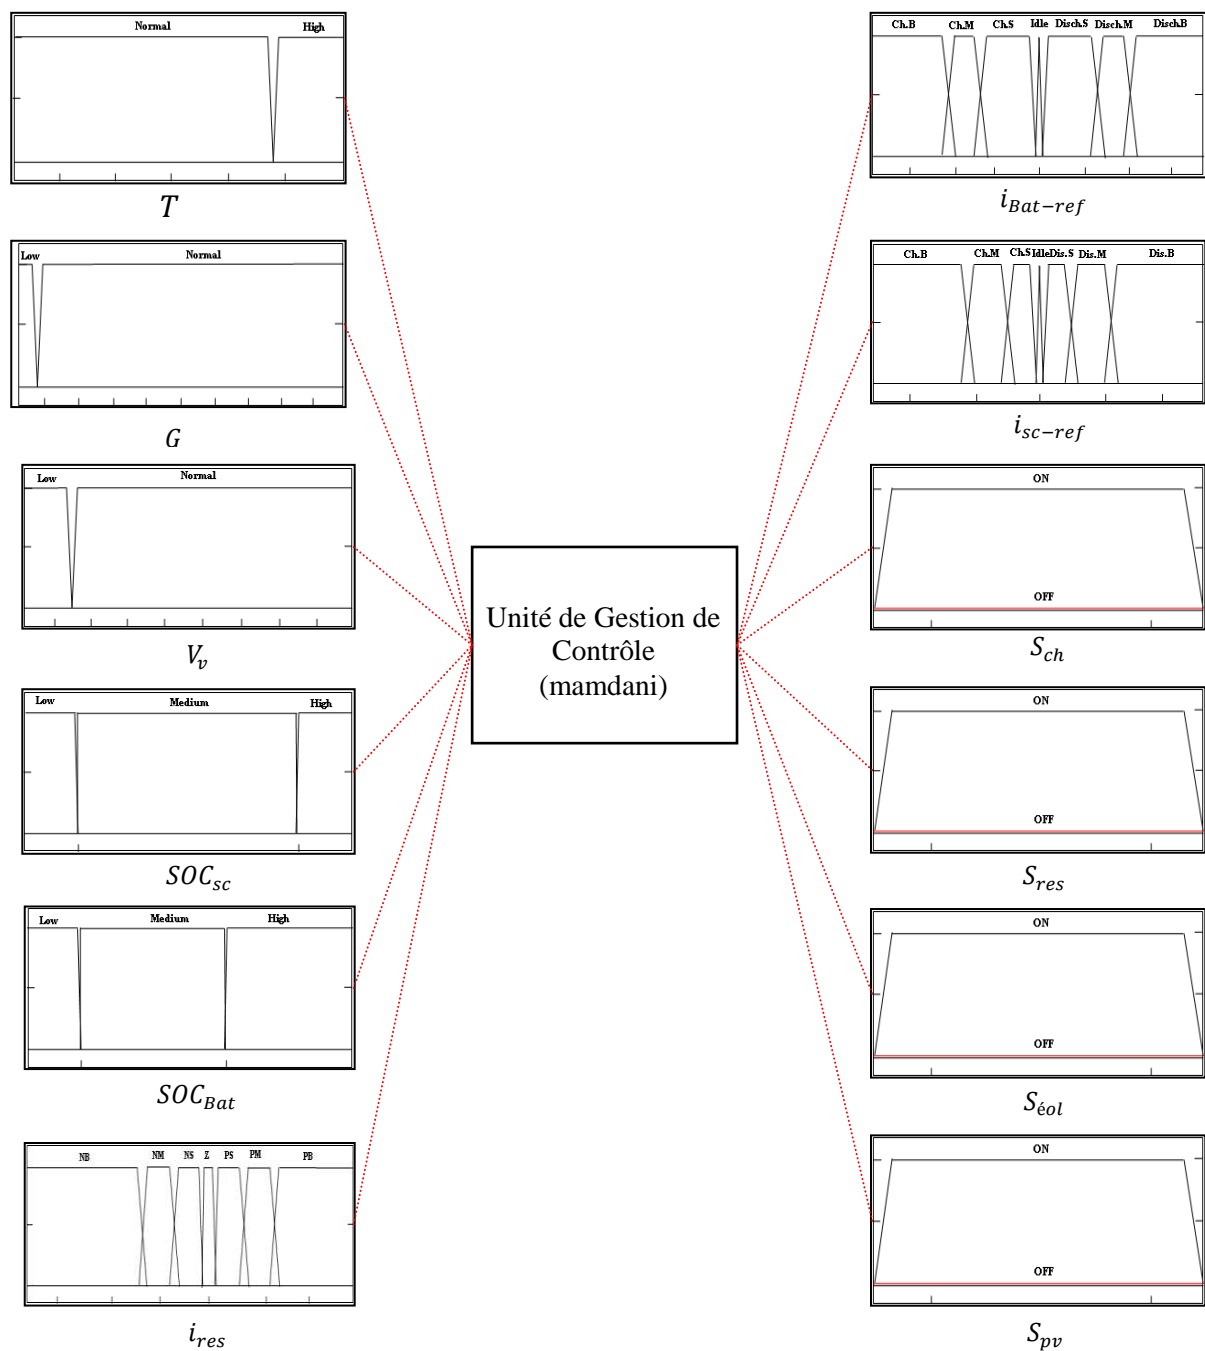 Normal High
T
Low Normal
G
Low Normal
V_v
Low Medium High
SOC_sc
Low Medium High
SOC_Bat
NB NM NS Z PS PM PB
i_res
Unité de Gestion de
Contrôle
(mamdani)
Ch.B Ch.M Ch.S Idle Disch.S Disch.M Disch.B
i_Bat−ref
Ch.B Ch.M Ch.S Idle Dis.S Dis.M Dis.B
i_sc−ref
ON
OFF
S_ch
ON
OFF
S_res
ON
OFF
S_éol
ON
OFF
S_pv